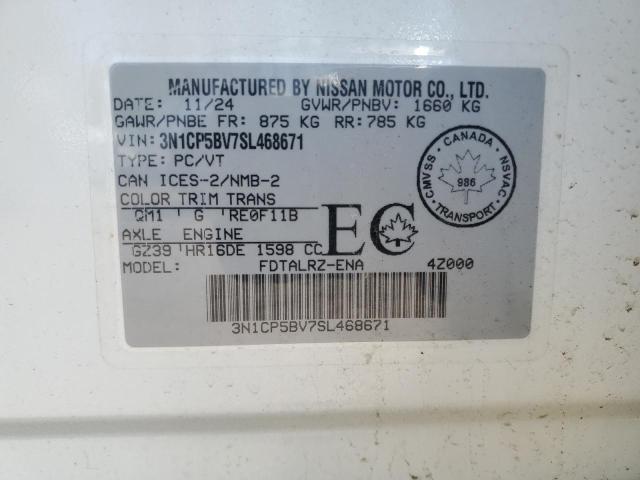 MANUFACTURED BY NISSAN MOTOR CO., LTD.
DATE: 11/24 GVWR/PNBV: 1660 KG
GAWR/PNBE FR: 875 KG RR: 785 KG
VIN: 3N1CP5BV7SL468671
TYPE: PC/VT
CAN ICES-2/NMB-2
COLOR TRIM TRANS
QM1 G RE0F11B
AXLE ENGINE
GZ39 HR16DE 1598 CC
EC
MODEL: FDTALRZ-ENA 4Z000
3N1CP5BV7SL468671
CANADA
CMVSS
NSVAC
986
TRANSPORT